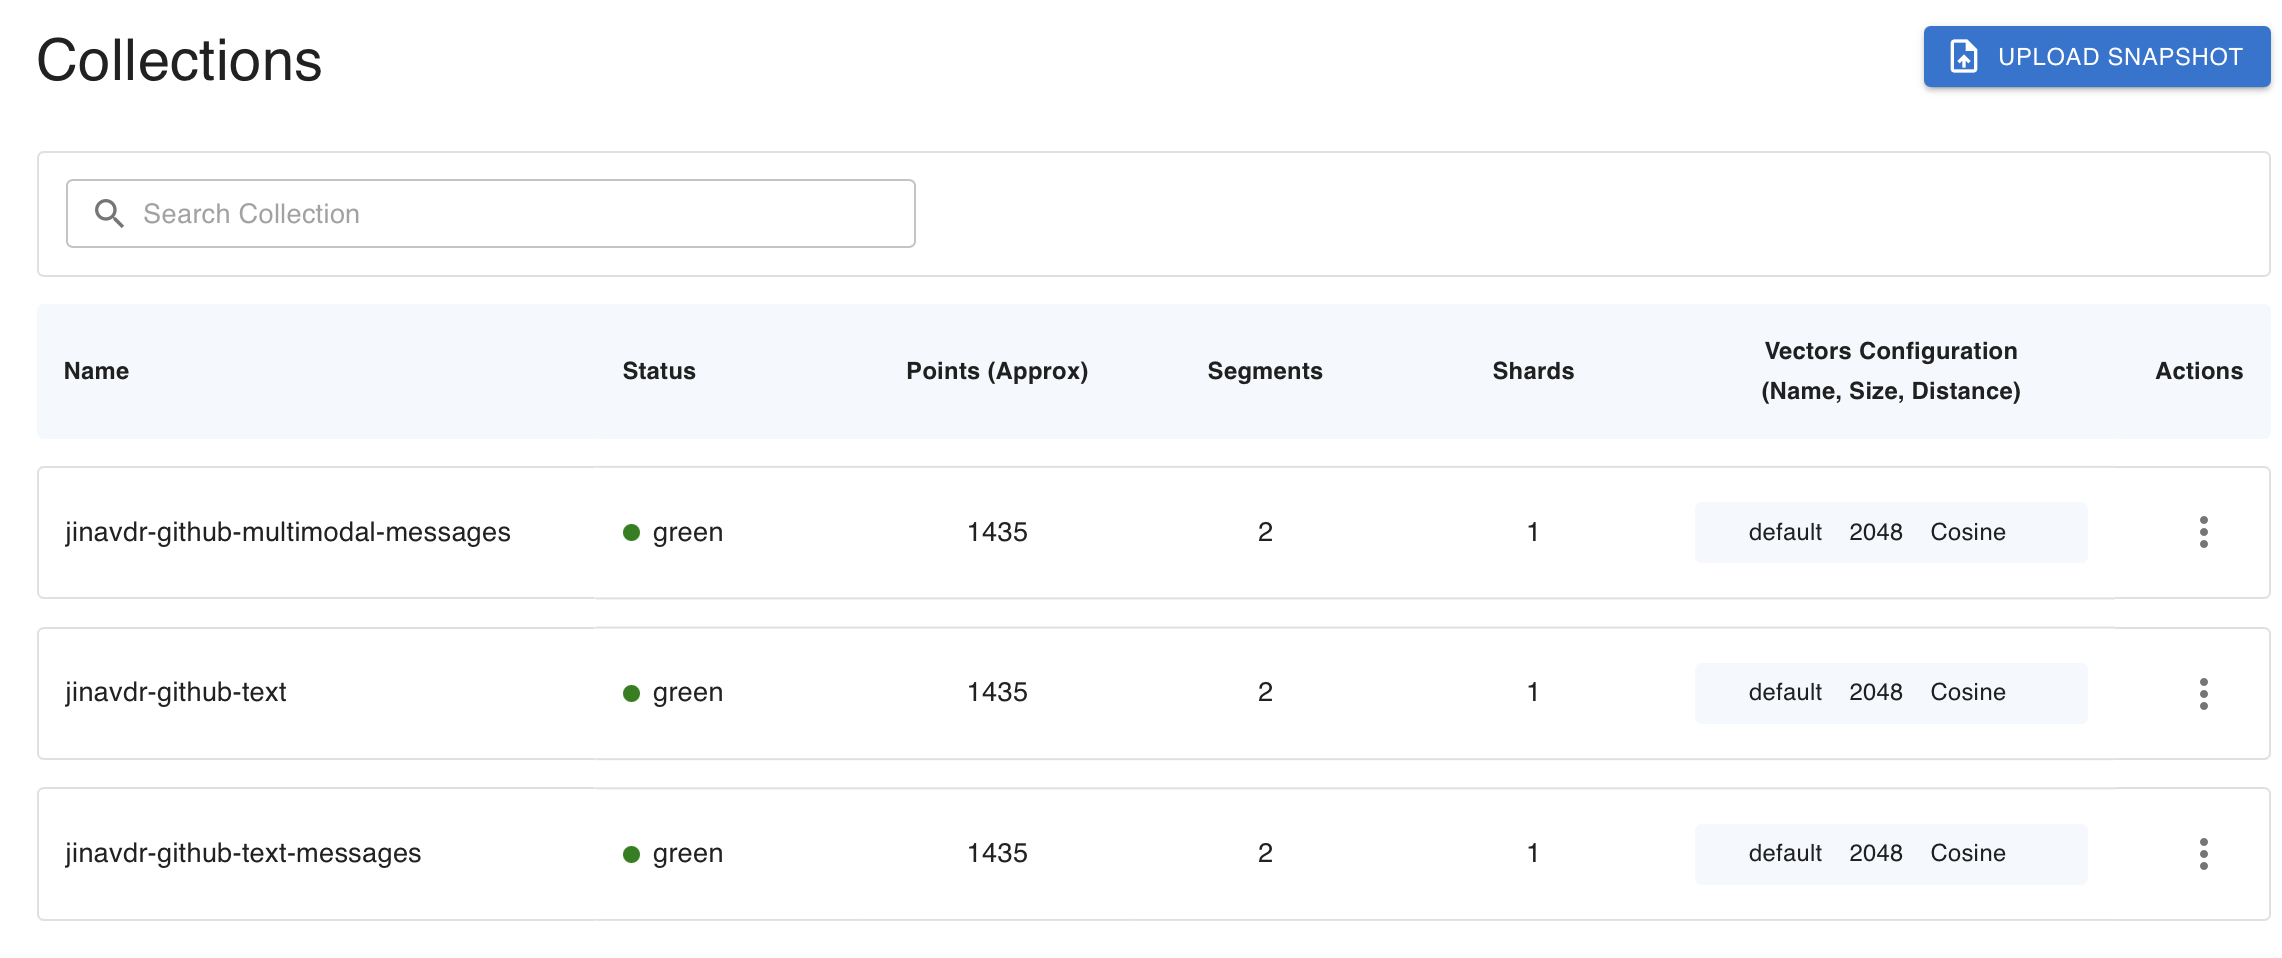 Collections
UPLOAD SNAPSHOT
Search Collection
Name Status Points (Approx) Segments Shards Vectors Configuration (Name, Size, Distance) Actions
jinavdr-github-multimodal-messages green 1435 2 1 default 2048 Cosine
jinavdr-github-text green 1435 2 1 default 2048 Cosine
jinavdr-github-text-messages green 1435 2 1 default 2048 Cosine